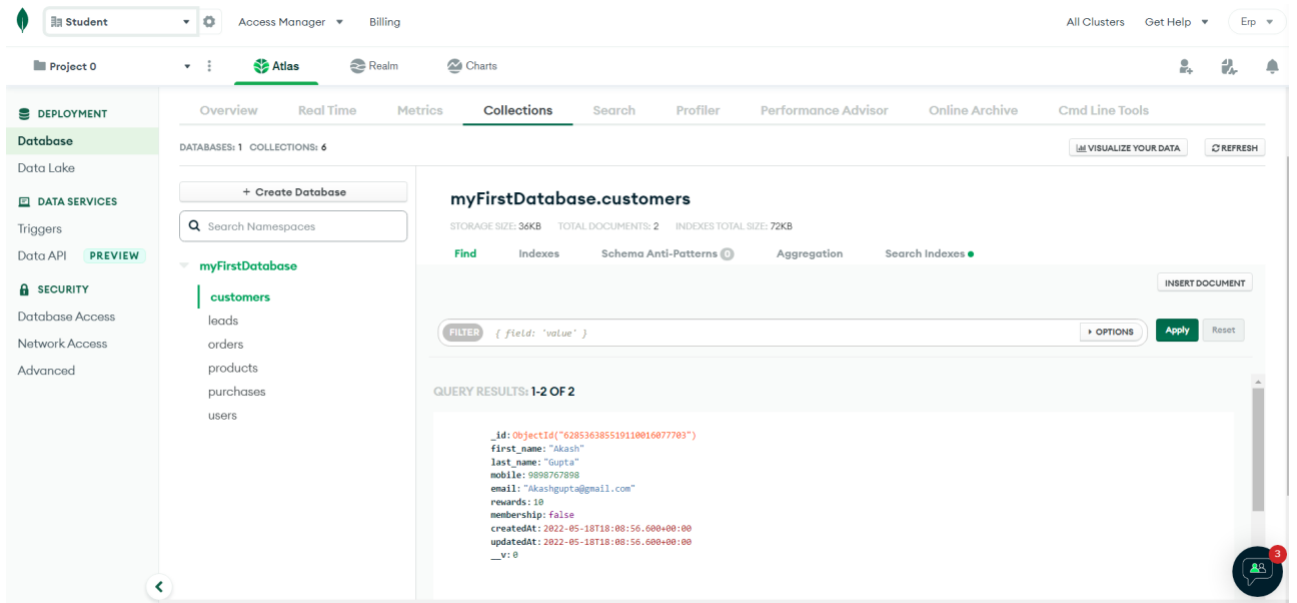 Student Access Manager Billing All Clusters Get Help Erp
Project 0 Atlas Realm Charts
DEPLOYMENT
Database
Data Lake
DATA SERVICES
Triggers
Data API PREVIEW
SECURITY
Database Access
Network Access
Advanced
Overview Real Time Metrics Collections Search Profiler Performance Advisor Online Archive Cmd Line Tools
DATABASES: 1 COLLECTIONS: 6 VISUALIZE YOUR DATA REFRESH
+ Create Database
Search Namespaces
myFirstDatabase
customers
leads
orders
products
purchases
users
myFirstDatabase.customers
STORAGE SIZE: 36KB TOTAL DOCUMENTS: 2 INDEXES TOTAL SIZE: 72KB
Find Indexes Schema Anti-Patterns 0 Aggregation Search Indexes
INSERT DOCUMENT
FILTER { field: 'value' } OPTIONS Apply Reset
QUERY RESULTS: 1-2 OF 2
_id: ObjectId("628536385519110016077703")
first_name: "Akash"
last_name: "Gupta"
mobile: 9898767898
email: "Akashgupta@gmail.com"
rewards: 10
membership: false
createdAt: 2022-05-18T18:08:56.600+00:00
updatedAt: 2022-05-18T18:08:56.600+00:00
__v: 0
3